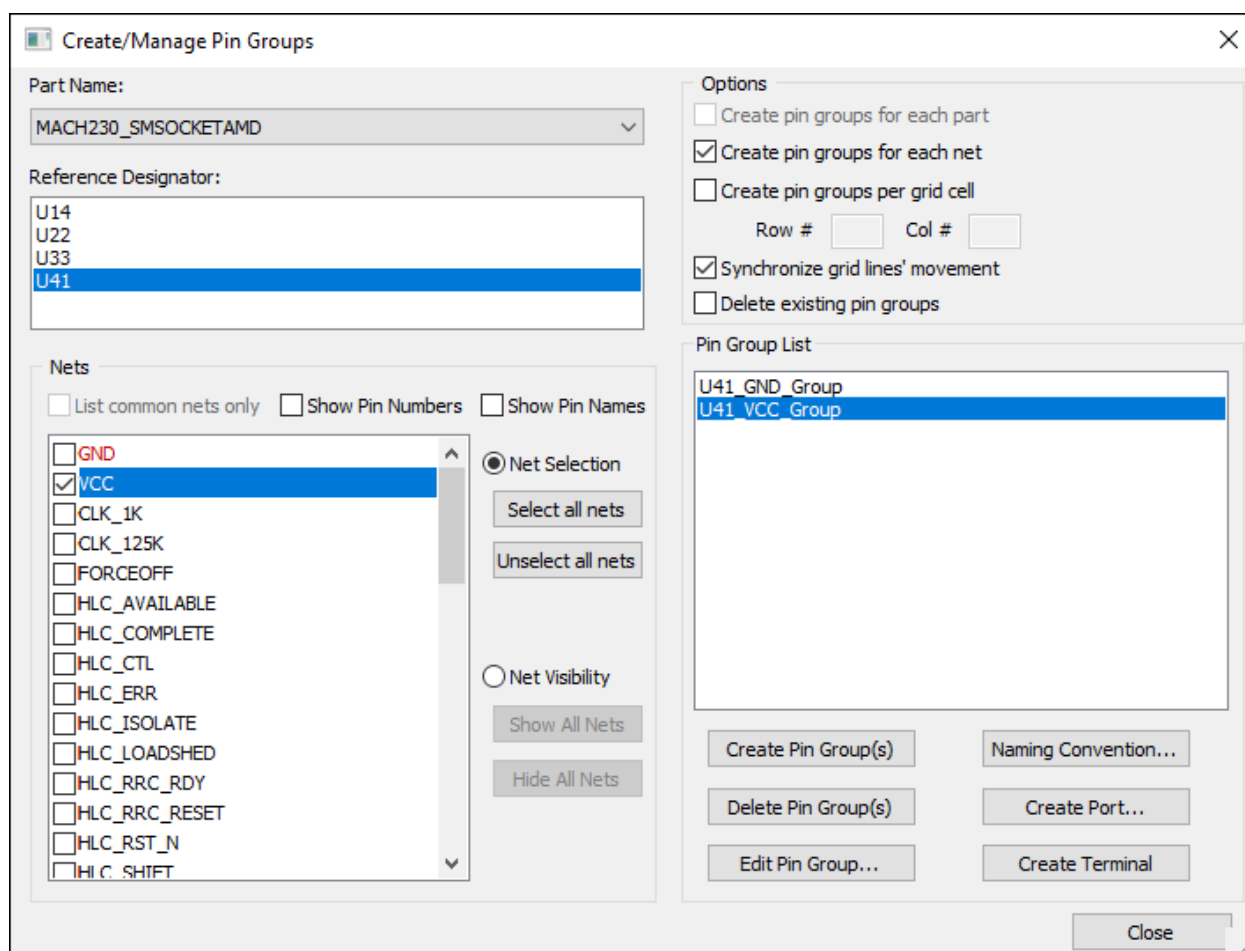 Create/Manage Pin Groups
Part Name:
MACH230_SMSOCKETAMD
Reference Designator:
U14
U22
U33
U41
Nets
List common nets only Show Pin Numbers Show Pin Names
GND
VCC
CLK_1K
CLK_125K
FORCEOFF
HLC_AVAILABLE
HLC_COMPLETE
HLC_CTL
HLC_ERR
HLC_ISOLATE
HLC_LOADSHED
HLC_RRC_RDY
HLC_RRC_RESET
HLC_RST_N
HLC_SHIFT
Net Selection
Select all nets
Unselect all nets
Net Visibility
Show All Nets
Hide All Nets
Options
Create pin groups for each part
Create pin groups for each net
Create pin groups per grid cell
Row # Col #
Synchronize grid lines' movement
Delete existing pin groups
Pin Group List
U41_GND_Group
U41_VCC_Group
Create Pin Group(s) Naming Convention...
Delete Pin Group(s) Create Port...
Edit Pin Group... Create Terminal
Close